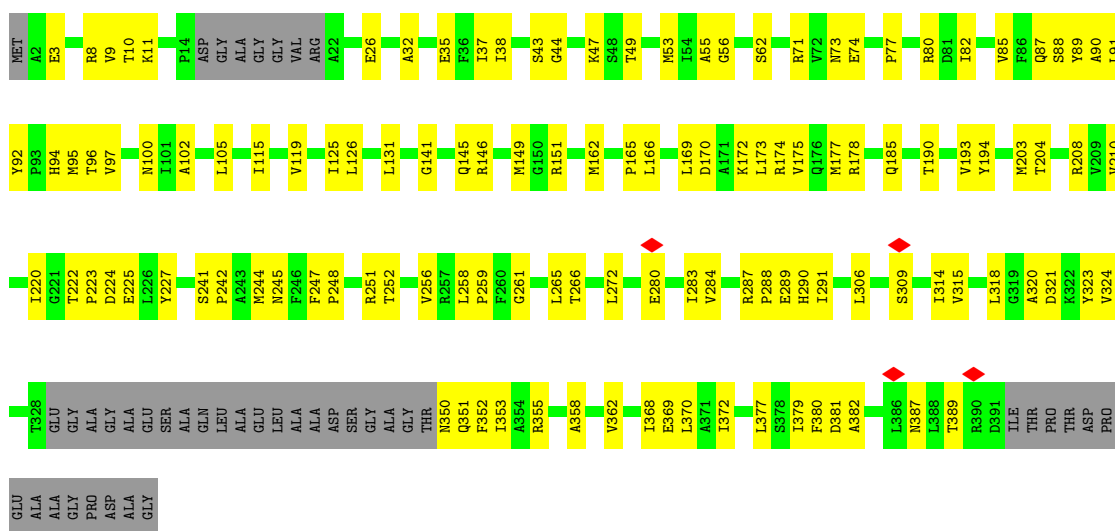 MET A2 E3 R8 V9 T10 K11 P14 ASP GLY ALA GLY GLY VAL ARG A22 E26 A32 E35 F36 I37 I38 S43 G44 K47 S48 T49 M53 I54 A55 G56 S62 R71 V72 N73 E74 P77 R80 D81 I82 V85 F86 Q87 S88 Y89 A90 L91
Y92 P93 H94 M95 T96 V97 N100 I101 A102 L105 I115 V119 I125 L126 L131 G141 Q145 R146 M149 G150 R151 M162 P165 L166 L169 D170 A171 K172 L173 R174 V175 Q176 M177 R178 Q185 T190 V193 Y194 M203 T204 R208 V209 V210
I220 G221 T222 P223 D224 E225 L226 Y227 S241 P242 A243 M244 N245 F246 F247 P248 R251 T252 V256 R257 L258 P259 F260 G261 L265 T266 L272 E280 I283 V284 R287 P288 E289 H290 I291 L306 S309 I314 V315 L318 G319 A320 D321 K322 Y323 V324
T328 GLU GLY ALA GLY ALA GLU SER ALA GLN LEU ALA GLU LEU ALA ALA ASP SER GLY ALA GLY THR N350 Q351 F352 I353 A354 R355 A358 V362 I368 E369 L370 A371 I372 L377 S378 I379 F380 D381 A382 L386 N387 L388 T389 R390 D391 ILE THR PRO THR ASP PRO
GLU ALA ALA GLY PRO ASP ALA GLY